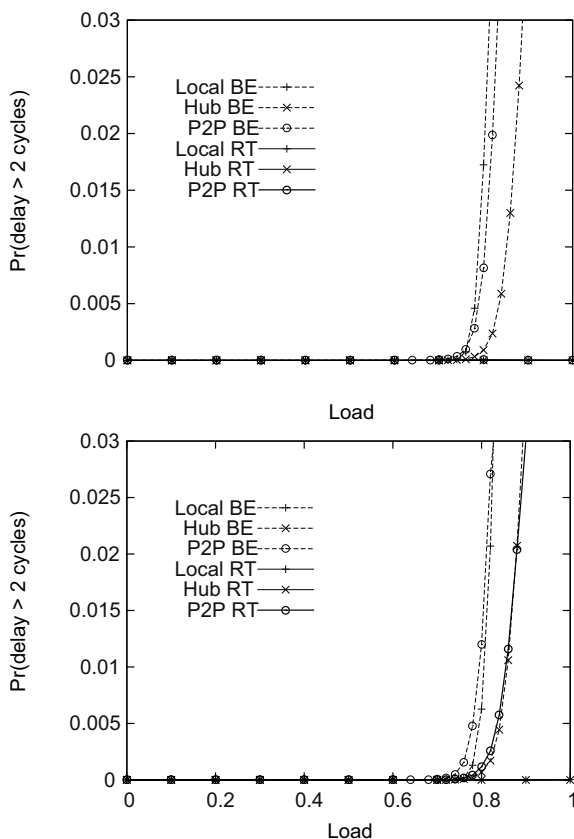 0.03
0.025
0.02
0.015
0.01
0.005
0
Pr(delay > 2 cycles)
Local BE
Hub BE
P2P BE
Local RT
Hub RT
P2P RT
Load
0.03
0.025
0.02
0.015
0.01
0.005
0
Pr(delay > 2 cycles)
Local BE
Hub BE
P2P BE
Local RT
Hub RT
P2P RT
0 0.2 0.4 0.6 0.8 1
Load